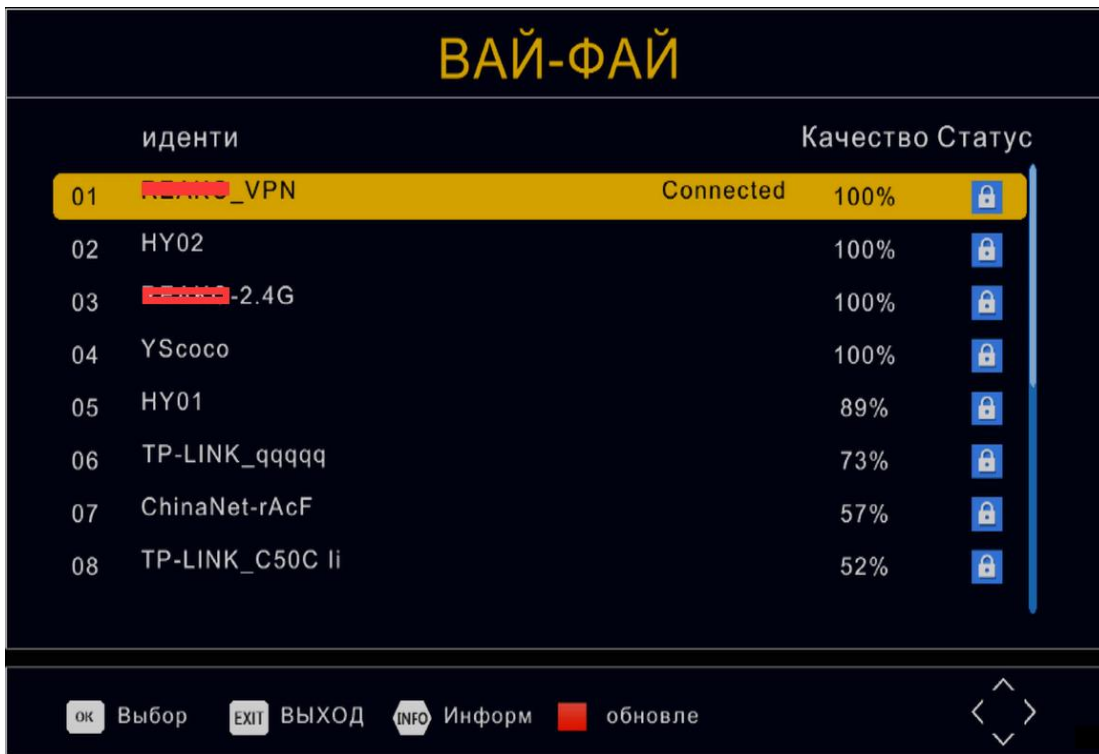 ВАЙ-ФАЙ
иденти Качество Статус
01 _VPN Connected 100%
02 HY02 100%
03 -2.4G 100%
04 YScoco 100%
05 HY01 89%
06 TP-LINK_qqqqq 73%
07 ChinaNet-rAcF 57%
08 TP-LINK_C50C li 52%
OK Выбор EXIT ВЫХОД INFO Информ обновле